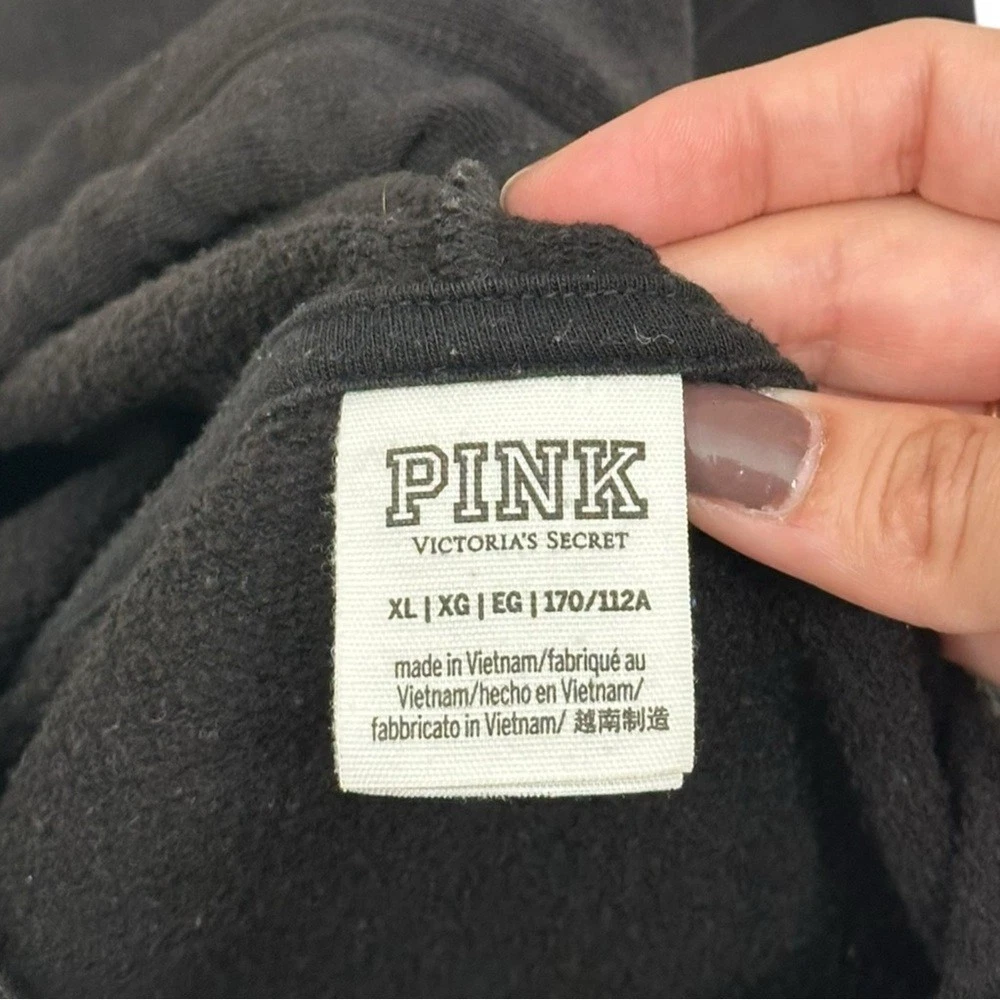 PINK
VICTORIA'S SECRET
XL | XG | EG | 170/112A
made in Vietnam/fabriqué au
Vietnam/hecho en Vietnam/
fabbricato in Vietnam/ 越南制造